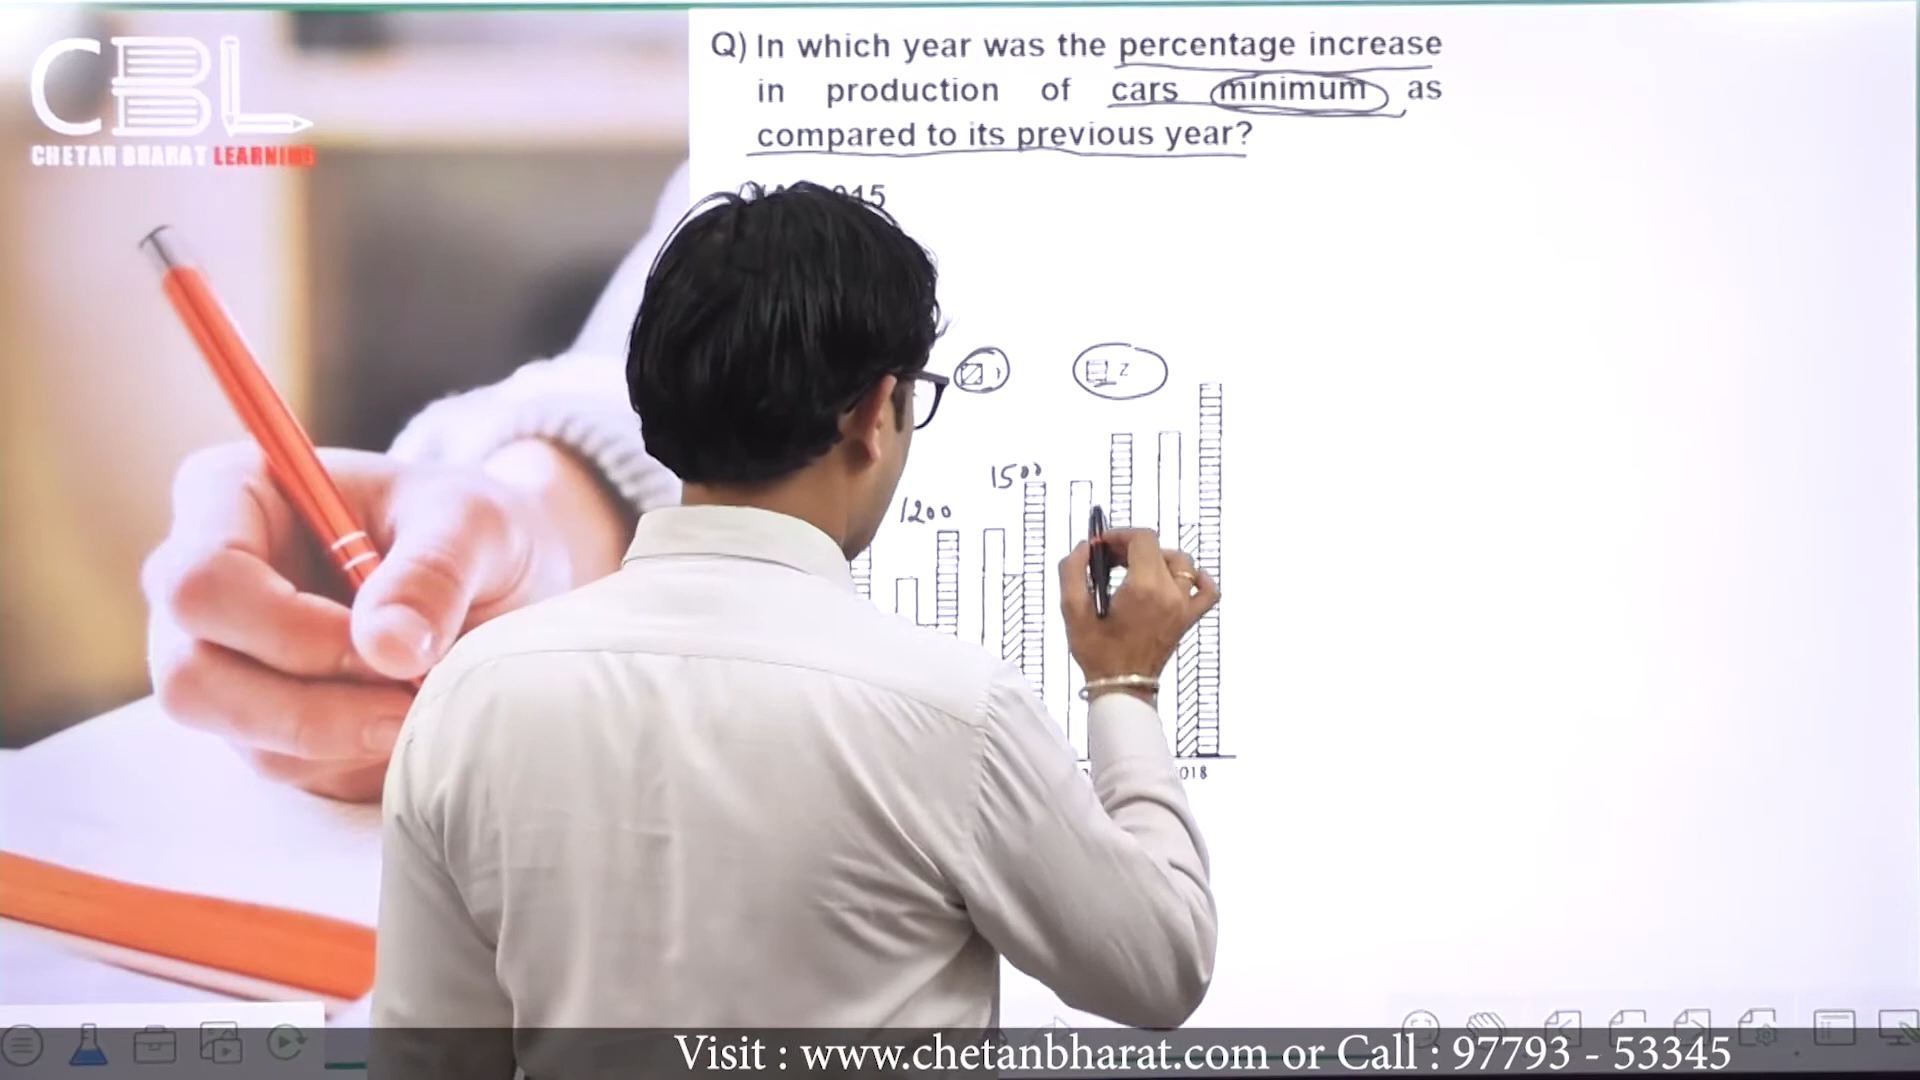 CBL
CHETAN BHARAT LEARNING
Q) In which year was the percentage increase
in production of cars minimum as
compared to its previous year?
Z
1500
1200
Visit : www.chetanbharat.com or Call : 97793 - 53345